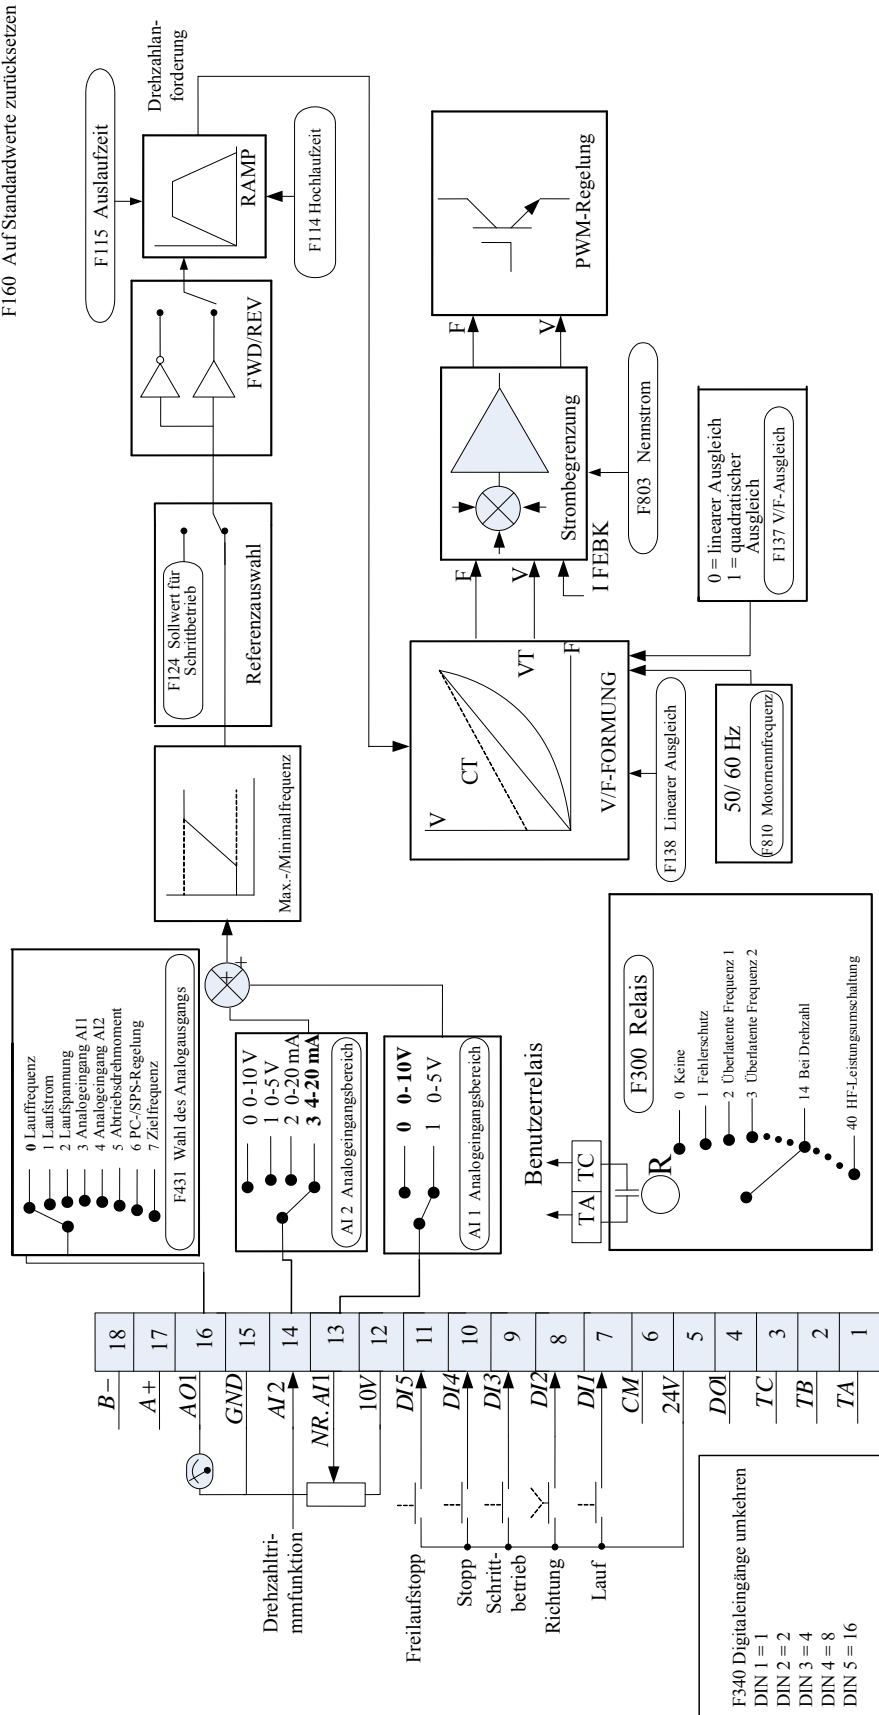 F160 Auf Standardwerte zurücksetzen
F115 Auslaufzeit
Drehzahlan-
forderung
RAMP
F114 Hochlaufzeit
FWD/REV
F124 Sollwert für
Schrittbetrieb
Referenzauswahl
Max.-/Minimalfrequenz
0 Lauffrequenz
1 Laufstrom
2 Laufspannung
3 Analogeingang AI1
4 Analogeingang AI2
5 Abtriebsdrehmoment
6 PC-/SPS-Regelung
7 Zielfrequenz
F431 Wahl des Analogausgangs
+
+
0 0-10 V
1 0-5 V
2 0-20 mA
3 4-20 mA
AI 2 Analogeingangsbereich
0 0-10V
1 0-5V
AI 1 Analogeingangsbereich
PWM-Regelung
F
V
Strombegrenzung
F803 Nennstrom
F
V
I FEBK
V
CT
VT
F
V/F-FORMUNG
F138 Linearer Ausgleich
50/ 60 Hz
F810 Motornennfrequenz
0 = linearer Ausgleich
1 = quadratischer
Ausgleich
F137 V/F-Ausgleich
Benutzerrelais
TA
TC
R
F300 Relais
0 Keine
1 Fehlerschutz
2 Überlatente Frequenz 1
3 Überlatente Frequenz 2
14 Bei Drehzahl
40 HF-Leistungsumschaltung
18
17
16
15
14
13
12
11
10
9
8
7
6
5
4
3
2
1
B-
A+
AO1
GND
AI2
NR. AI1
10V
DI5
DI4
DI3
DI2
DI1
CM
24V
DO1
TC
TB
TA
Drehzahltri-
mmfunktion
Freilaufstopp
Stopp
Schritt-
betrieb
Richtung
Lauf
F340 Digitaleingänge umkehren
DIN 1 = 1
DIN 2 = 2
DIN 3 = 4
DIN 4 = 8
DIN 5 = 16